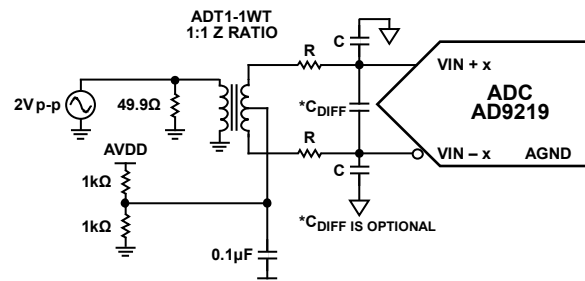 ADT1-1WT
1:1 Z RATIO
C
R
VIN + x
2V p-p
49.9Ω
*CDIFF
ADC
AD9219
R
VIN – x
AGND
AVDD
C
1kΩ
*CDIFF IS OPTIONAL
1kΩ
0.1µF